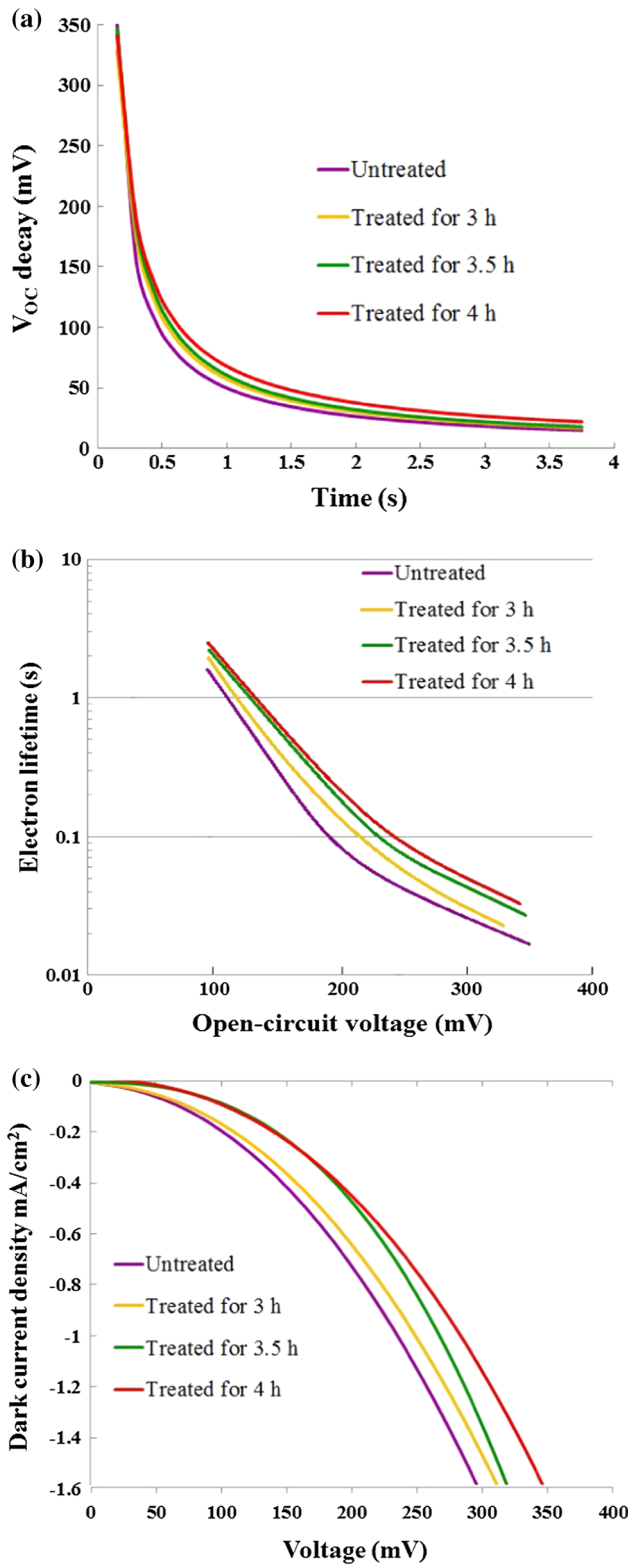 (a)
350
300
250
200
150
100
50
0
V_OC decay (mV)
Untreated
Treated for 3 h
Treated for 3.5 h
Treated for 4 h
0 0.5 1 1.5 2 2.5 3 3.5 4
Time (s)
(b)
10
1
0.1
0.01
Electron lifetime (s)
Untreated
Treated for 3 h
Treated for 3.5 h
Treated for 4 h
0 100 200 300 400
Open-circuit voltage (mV)
(c)
0
-0.2
-0.4
-0.6
-0.8
-1
-1.2
-1.4
-1.6
Dark current density mA/cm²
Untreated
Treated for 3 h
Treated for 3.5 h
Treated for 4 h
0 50 100 150 200 250 300 350 400
Voltage (mV)